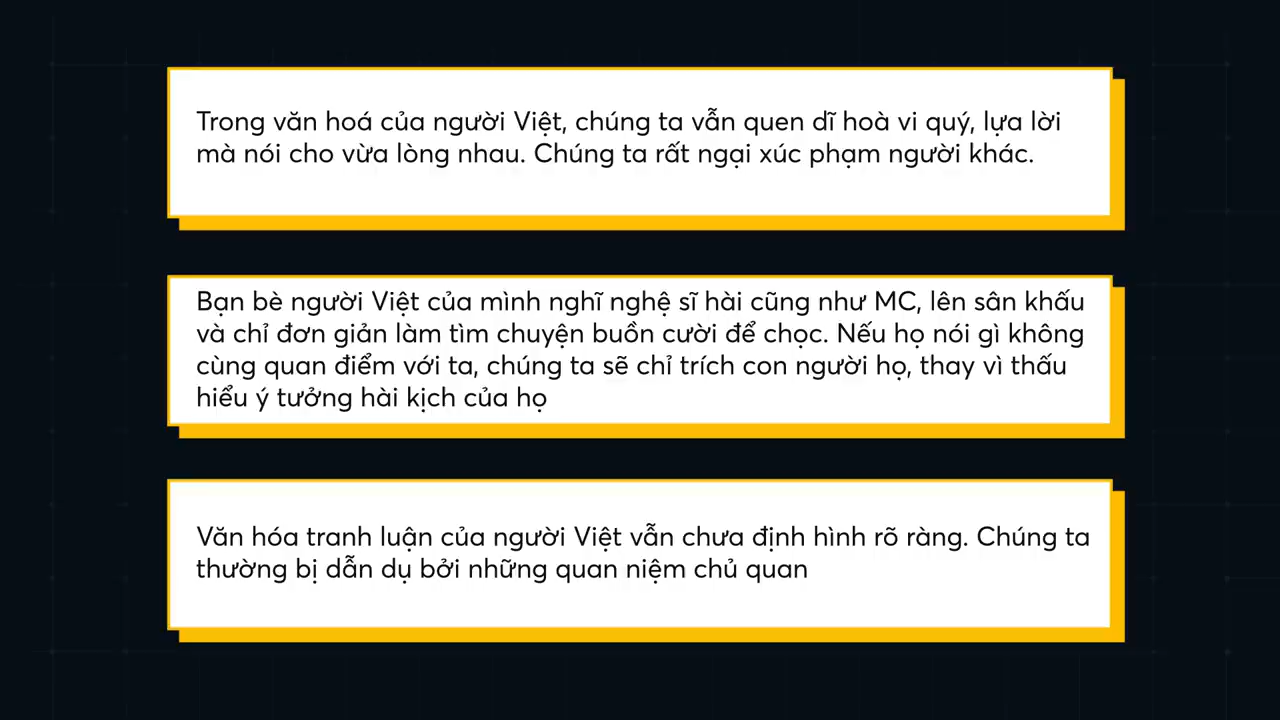 Trong văn hoá của người Việt, chúng ta vẫn quen dĩ hoà vi quý, lựa lời
mà nói cho vừa lòng nhau. Chúng ta rất ngại xúc phạm người khác.
Bạn bè người Việt của mình nghĩ nghệ sĩ hài cũng như MC, lên sân khấu
và chỉ đơn giản làm tìm chuyện buồn cười để chọc. Nếu họ nói gì không
cùng quan điểm với ta, chúng ta sẽ chỉ trích con người họ, thay vì thấu
hiểu ý tưởng hài kịch của họ
Văn hóa tranh luận của người Việt vẫn chưa định hình rõ ràng. Chúng ta
thường bị dẫn dụ bởi những quan niệm chủ quan